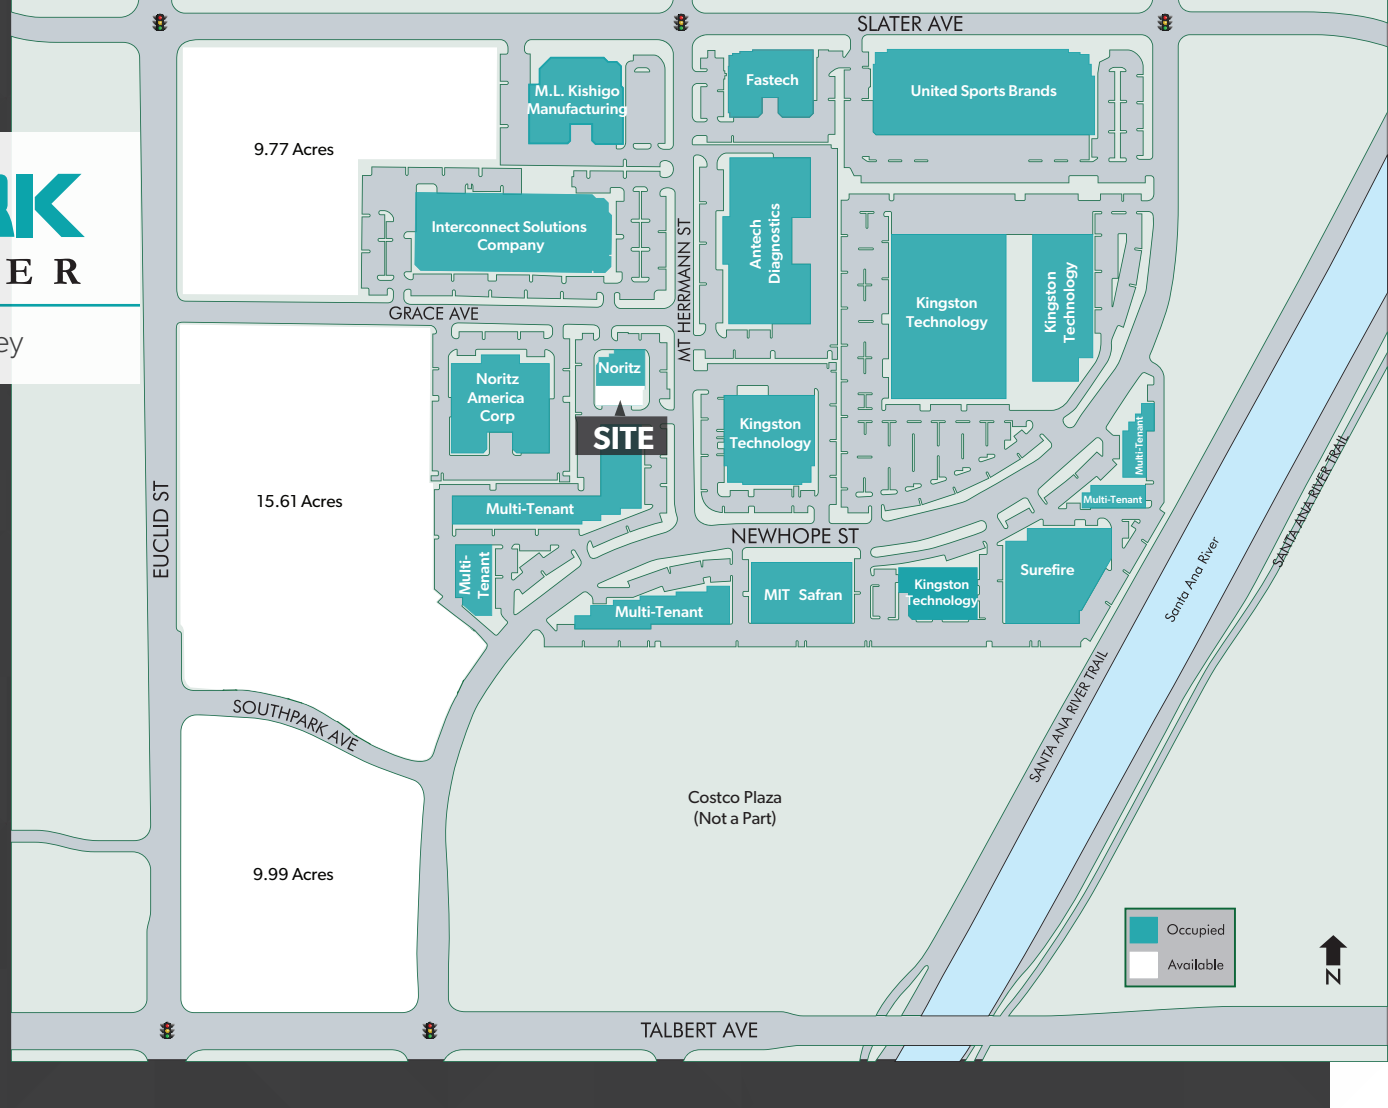 SLATER AVE
M.L. Kishigo
Manufacturing
Fastech
United Sports Brands
9.77 Acres
ER
ey
Interconnect Solutions
Company
MT HERRMANN ST
Antech
Diagnostics
Kingston
Technology
Kingston
Technology
GRACE AVE
Noritz
America
Corp
Noritz
SITE
Kingston
Technology
Multi-Tenant
Multi-Tenant
EUCLID ST
15.61 Acres
Multi-Tenant
NEWHOPE ST
Multi-
Tenant
Multi-Tenant
MIT Safran
Kingston
Technology
Surefire
Santa Ana River
SANTA ANA RIVER TRAIL
SANTA ANA RIVER TRAIL
SOUTHPARK AVE
Costco Plaza
(Not a Part)
9.99 Acres
Occupied
Available
N
TALBERT AVE